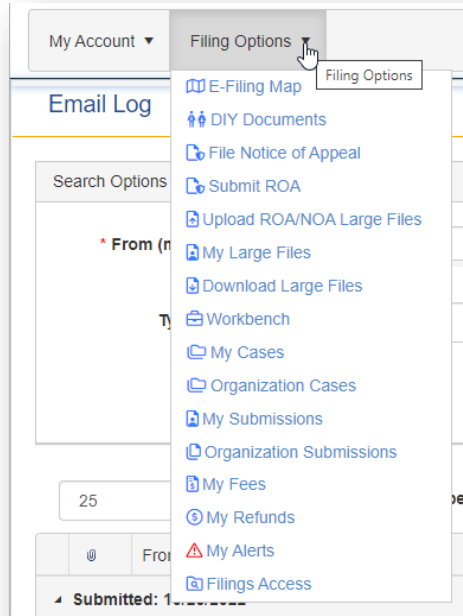 My Account ▼ Filing Options ▼
Filing Options
Email Log
E-Filing Map
DIY Documents
File Notice of Appeal
Search Options
Submit ROA
Upload ROA/NOA Large Files
* From
My Large Files
Download Large Files
Workbench
My Cases
Organization Cases
My Submissions
Organization Submissions
25
My Fees
My Refunds
My Alerts
Filings Access
Submitted: